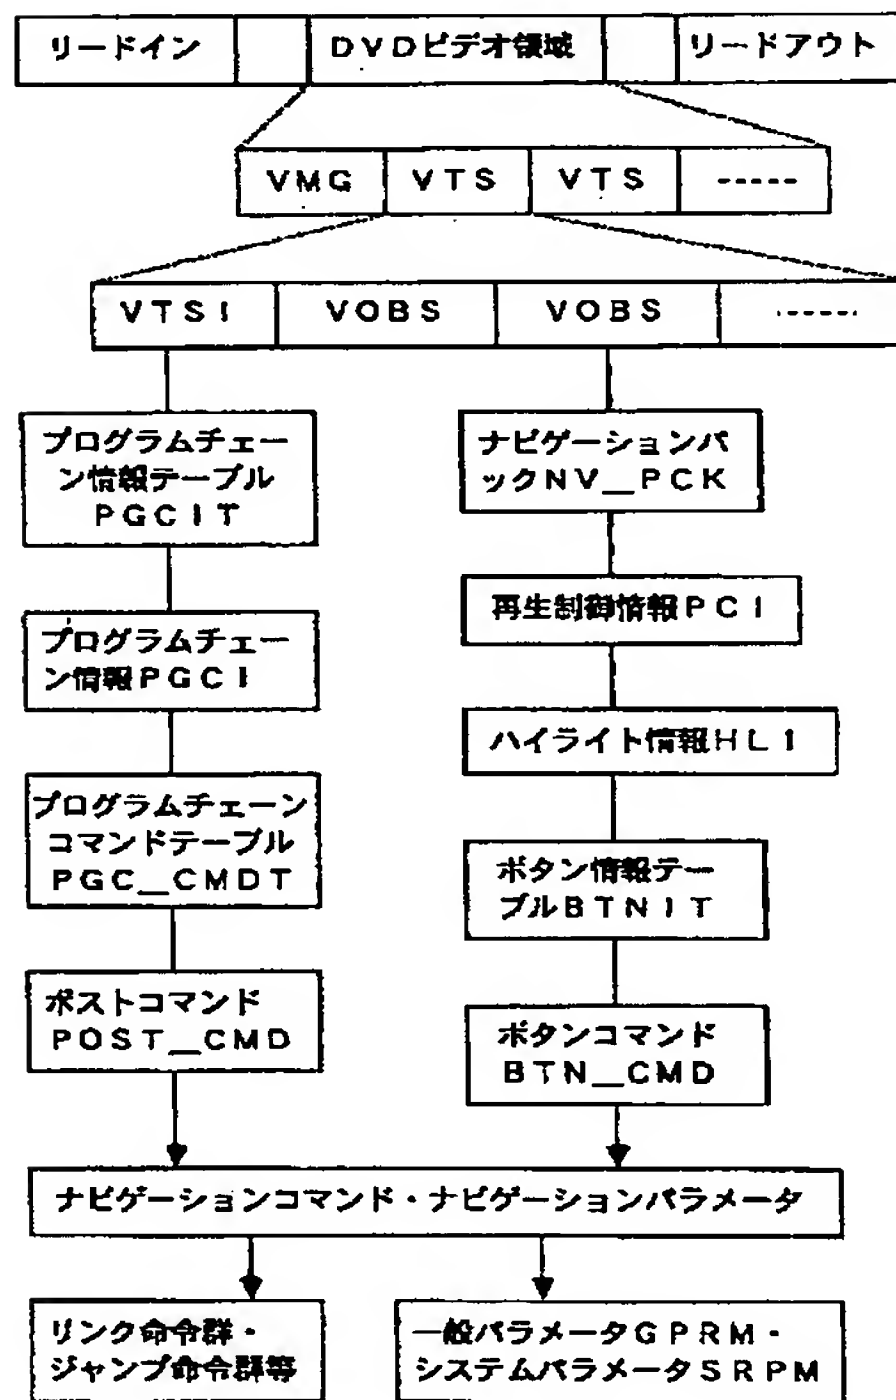 リードイン
DVDビデオ領域
リードアウト
VMG
VTS
VTS
-----
VTSI
VOBS
VOBS
-----
プログラムチェー
ン情報テーブル
PGCIT
ナビゲーションパ
ックNV__PCK
プログラムチェー
ン情報PGCI
再生制御情報PCI
ハイライト情報HLI
プログラムチェーン
コマンドテーブル
PGC__CMDT
ボタン情報テー
ブルBTNIT
ポストコマンド
POST__CMD
ボタンコマンド
BTN__CMD
ナビゲーションコマンド・ナビゲーションパラメータ
リンク命令群・
ジャンプ命令群等
一般パラメータGPRM・
システムパラメータSRPM